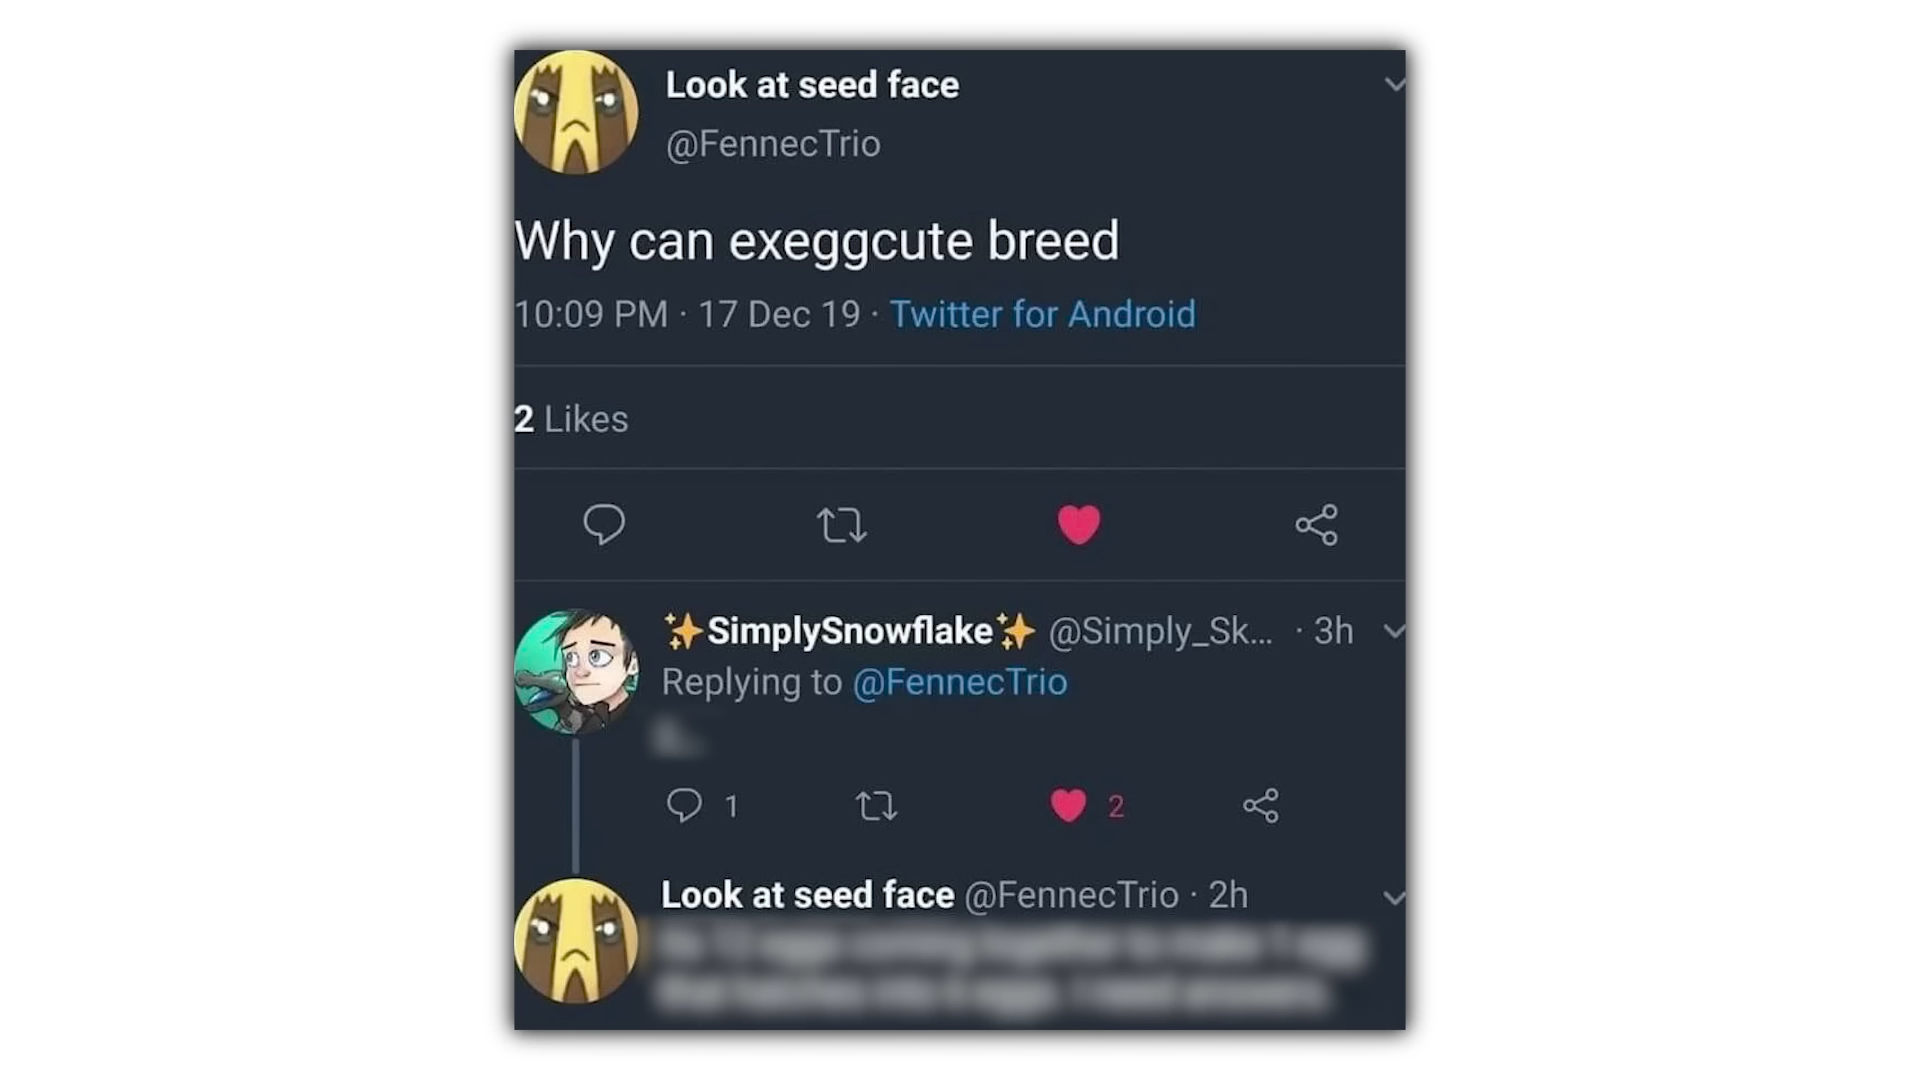 Look at seed face
@FennecTrio
Why can exeggcute breed
10:09 PM · 17 Dec 19 · Twitter for Android
2 Likes
✨SimplySnowflake✨ @Simply_Sk... · 3h
Replying to @FennecTrio
1 2
Look at seed face @FennecTrio · 2h